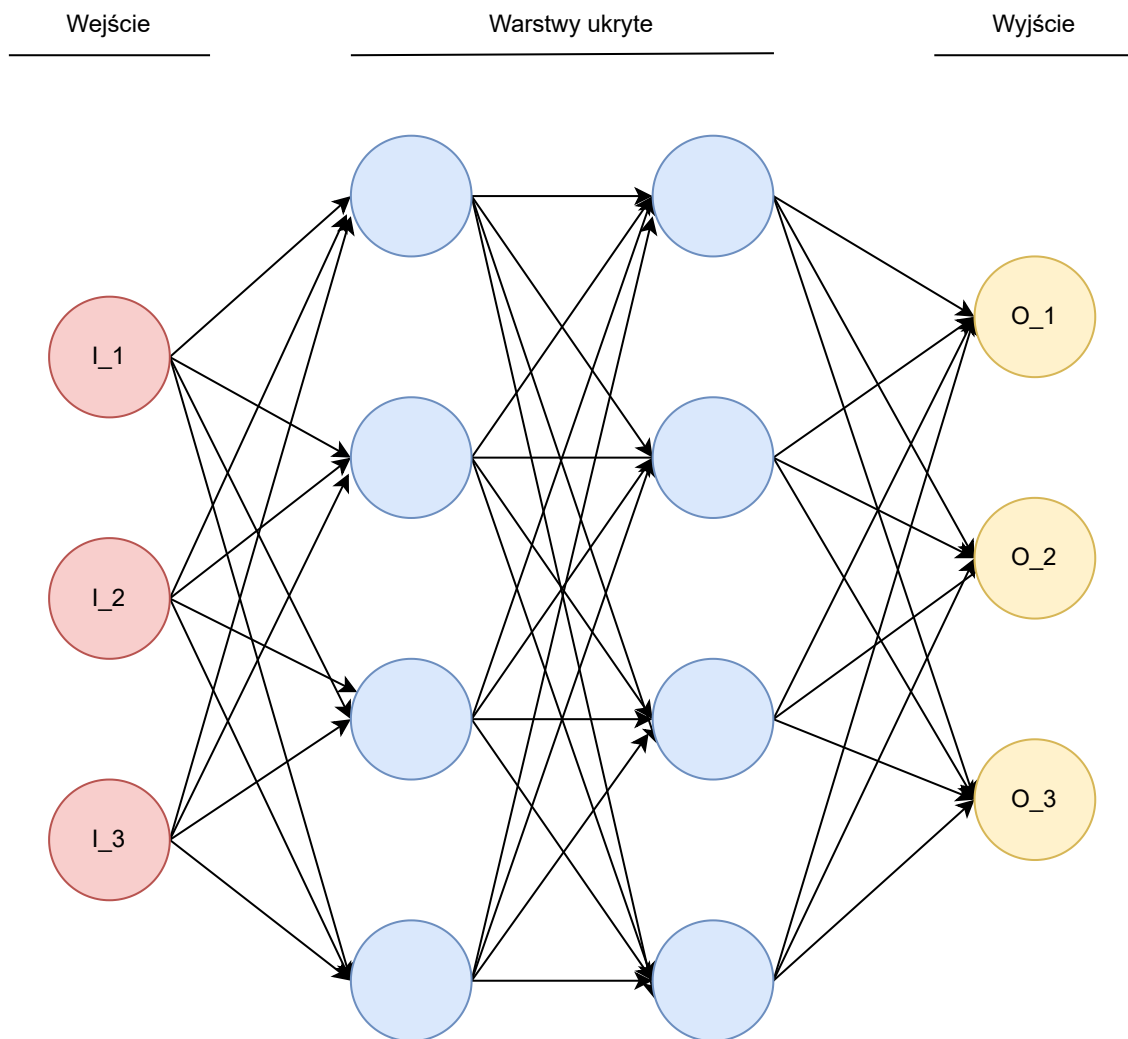 Wejście
Warstwy ukryte
Wyjście
I_1
I_2
I_3
O_1
O_2
O_3